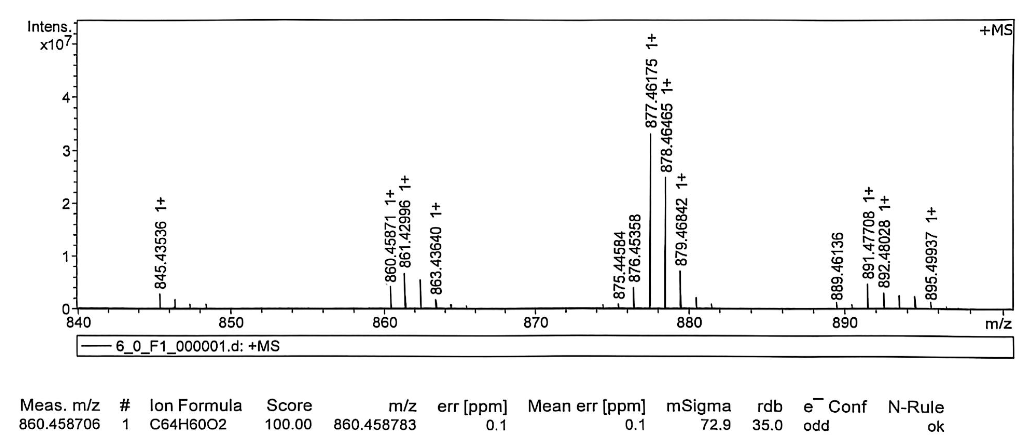 Intens.
x10⁷
+MS
877.46175 1+
878.46465 1+
879.46842 1+
845.43536 1+
860.45871 1+
861.42996 1+
863.43640 1+
875.44584
876.45358
889.46136
891.47708 1+
892.48028 1+
895.49937 1+
4
3
2
1
0
840 850 860 870 880 890 m/z
6_0_F1_000001.d: +MS
Meas. m/z # Ion Formula Score m/z err [ppm] Mean err [ppm] mSigma rdb e⁻ Conf N-Rule
860.458706 1 C64H60O2 100.00 860.458783 0.1 0.1 72.9 35.0 odd ok